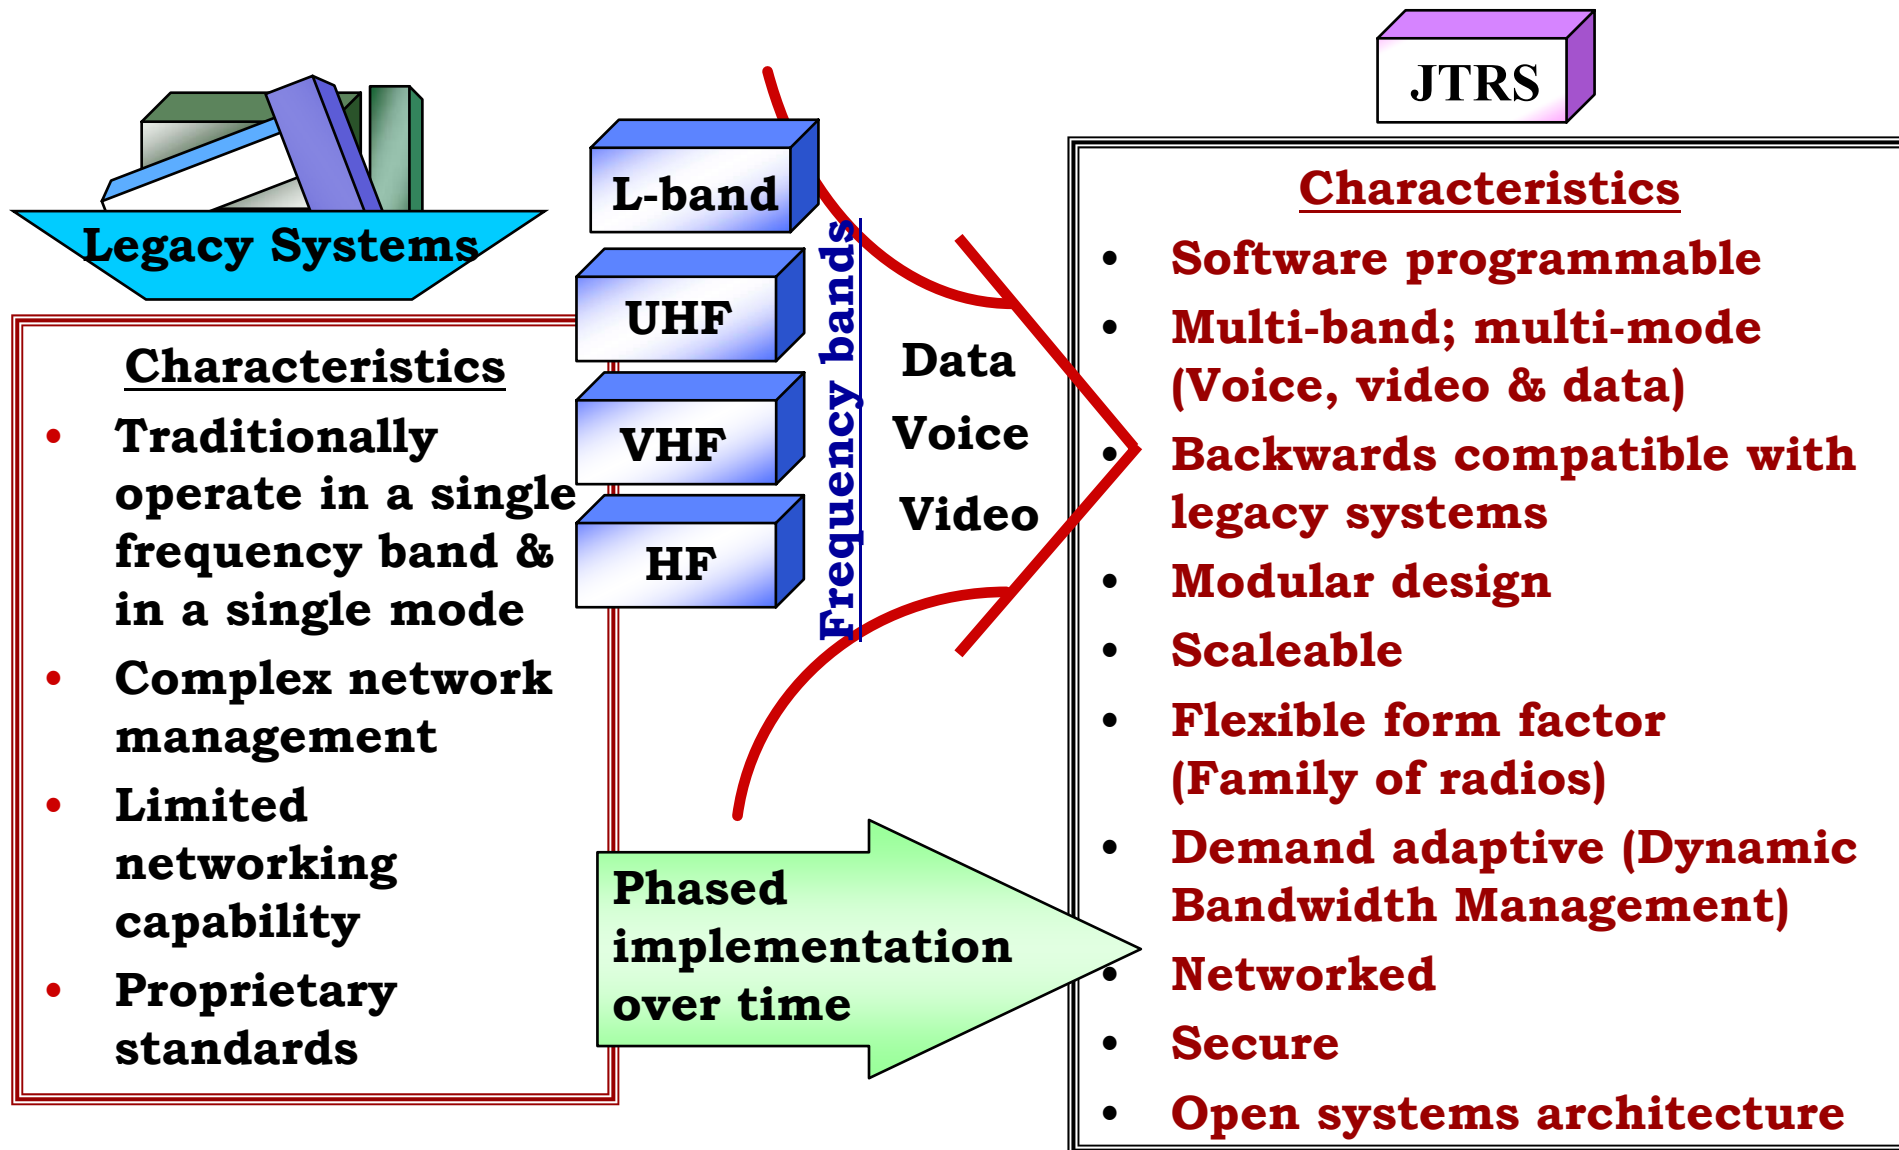 Legacy Systems
Characteristics
• Traditionally
operate in a single
frequency band &
in a single mode
• Complex network
management
• Limited
networking
capability
• Proprietary
standards
L-band
UHF
VHF
HF
Frequency bands
Data
Voice
Video
Phased
implementation
over time
JTRS
Characteristics
• Software programmable
• Multi-band; multi-mode
(Voice, video & data)
• Backwards compatible with
legacy systems
• Modular design
• Scaleable
• Flexible form factor
(Family of radios)
• Demand adaptive (Dynamic
Bandwidth Management)
• Networked
• Secure
• Open systems architecture